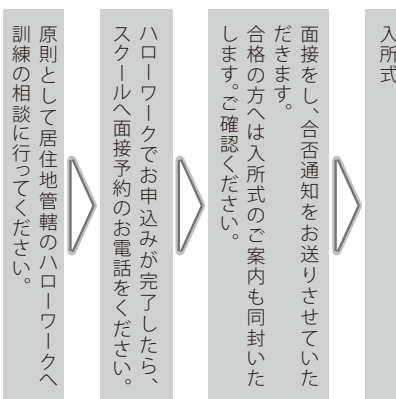 原則として居住地管轄のハローワークへ
訓練の相談に行ってください。
ハローワークでお申込みが完了したら、
スクールへ面接予約のお電話をください。
面接をし、合否通知をお送りさせていた
だきます。
合格の方へは入所式のご案内も同封いた
します。ご確認ください。
入所式